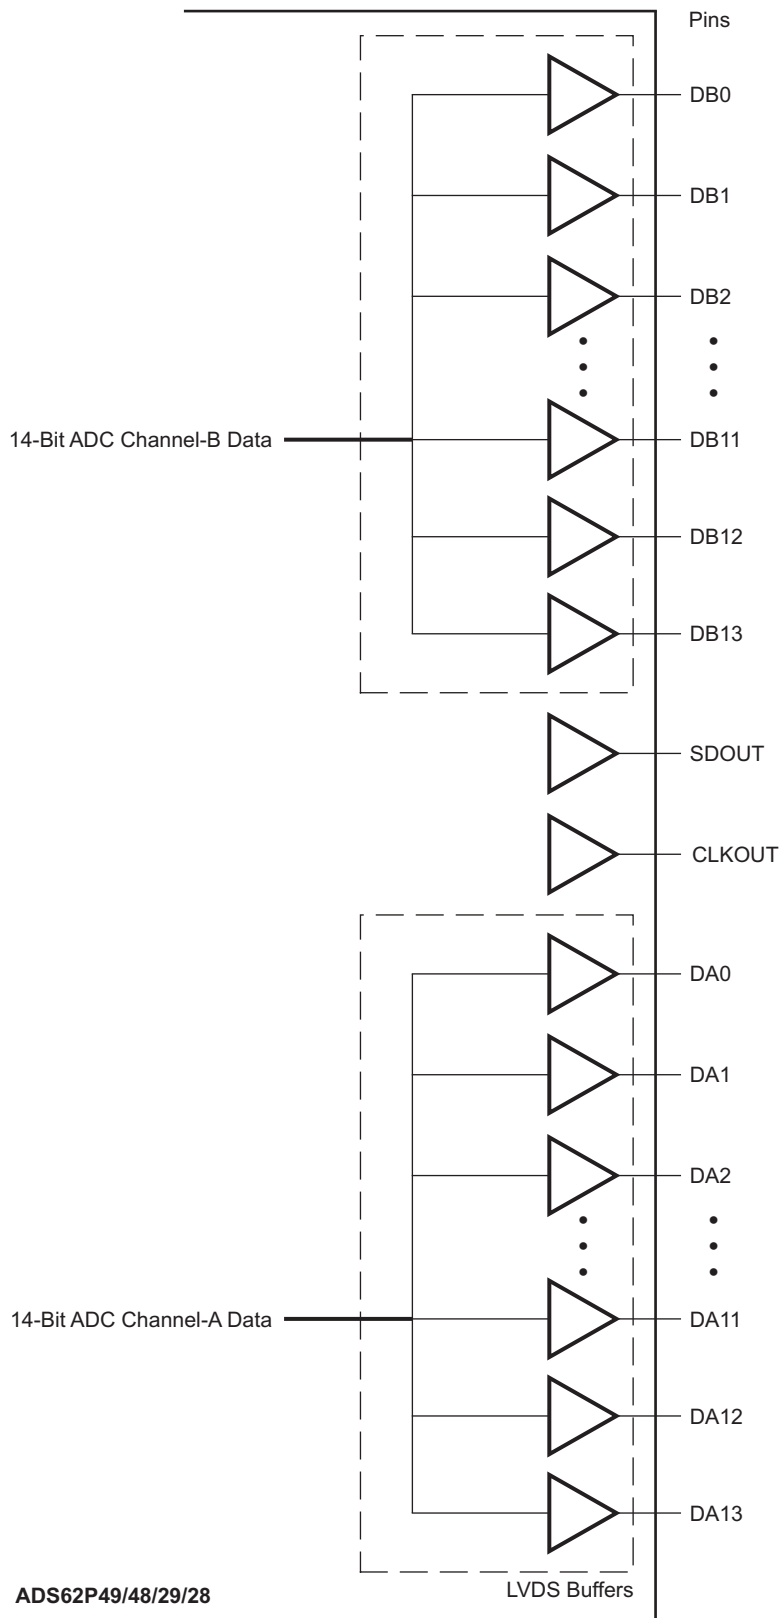 Pins
DB0
DB1
DB2
14-Bit ADC Channel-B Data
DB11
DB12
DB13
SDOUT
CLKOUT
DA0
DA1
DA2
14-Bit ADC Channel-A Data
DA11
DA12
DA13
LVDS Buffers
ADS62P49/48/29/28